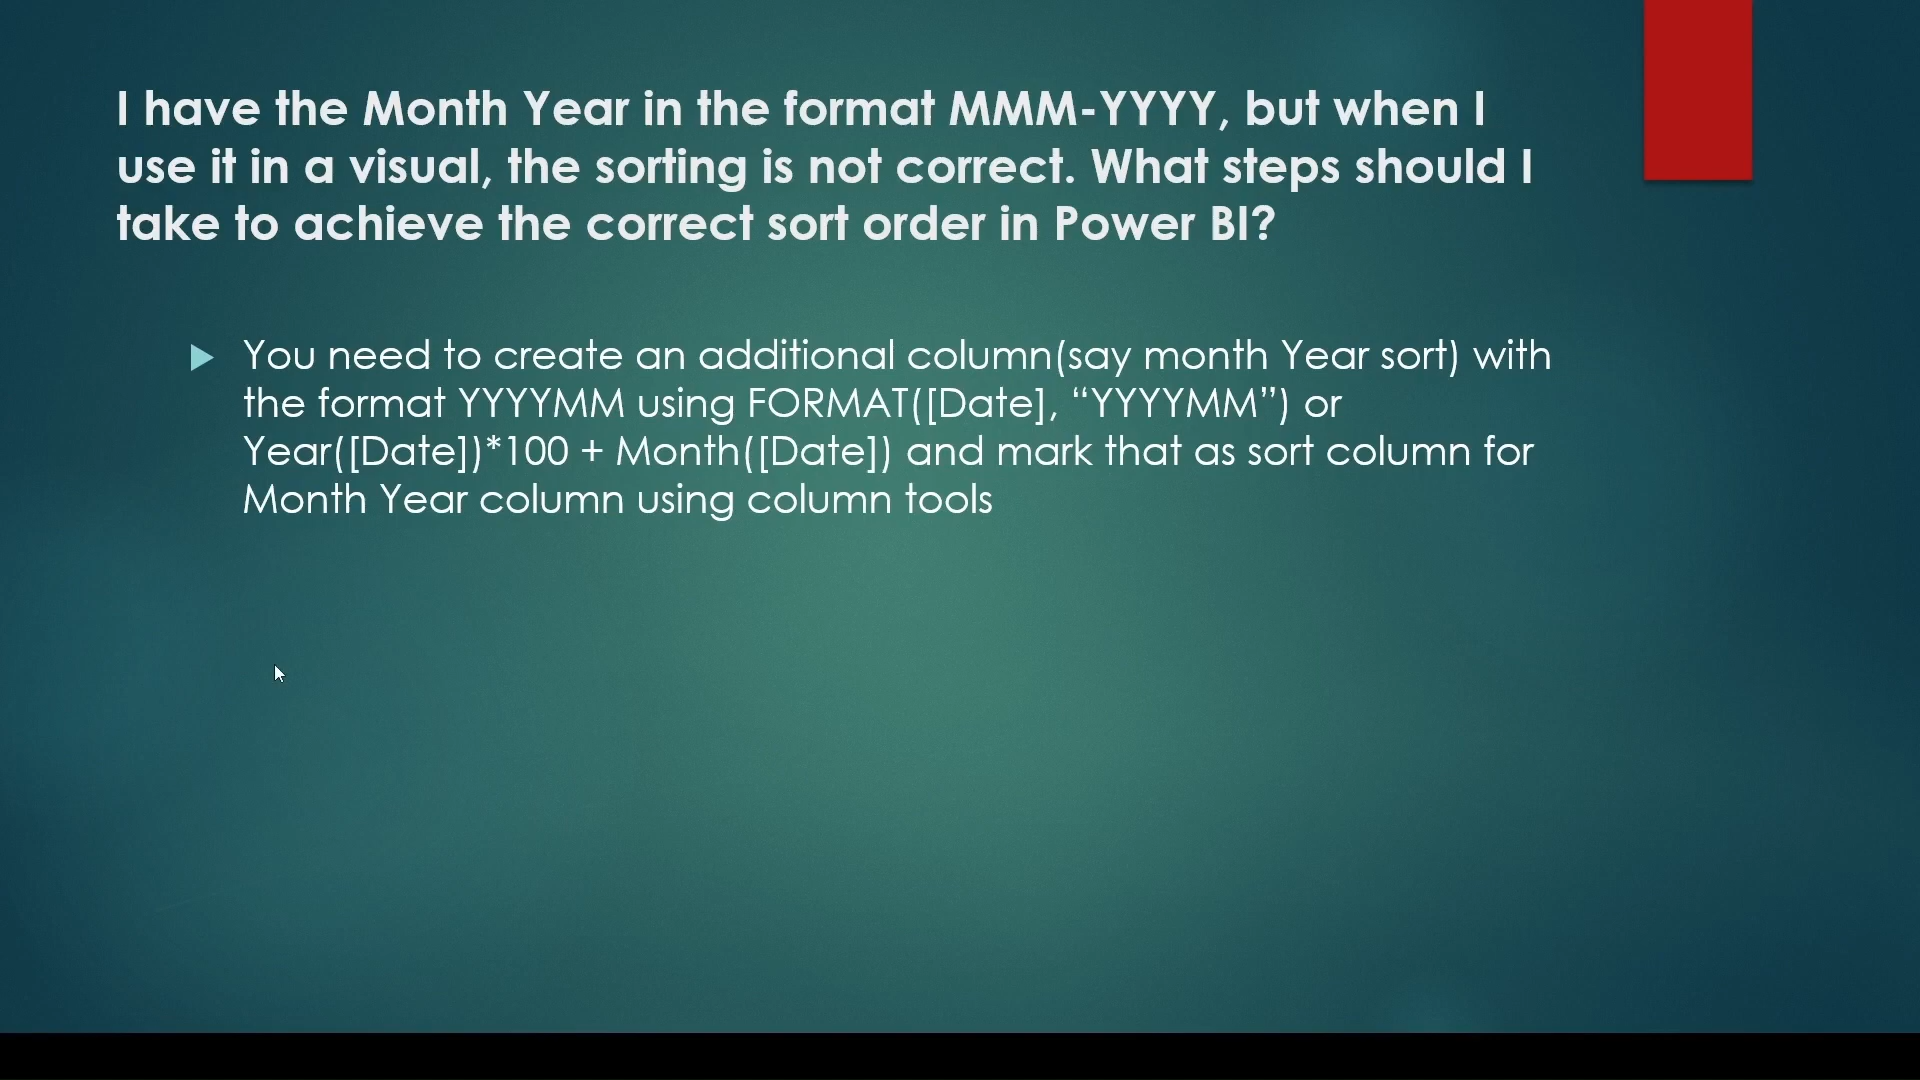 I have the Month Year in the format MMM-YYYY, but when I
use it in a visual, the sorting is not correct. What steps should I
take to achieve the correct sort order in Power BI?
You need to create an additional column(say month Year sort) with
the format YYYYMM using FORMAT([Date], “YYYYMM”) or
Year([Date])*100 + Month([Date]) and mark that as sort column for
Month Year column using column tools